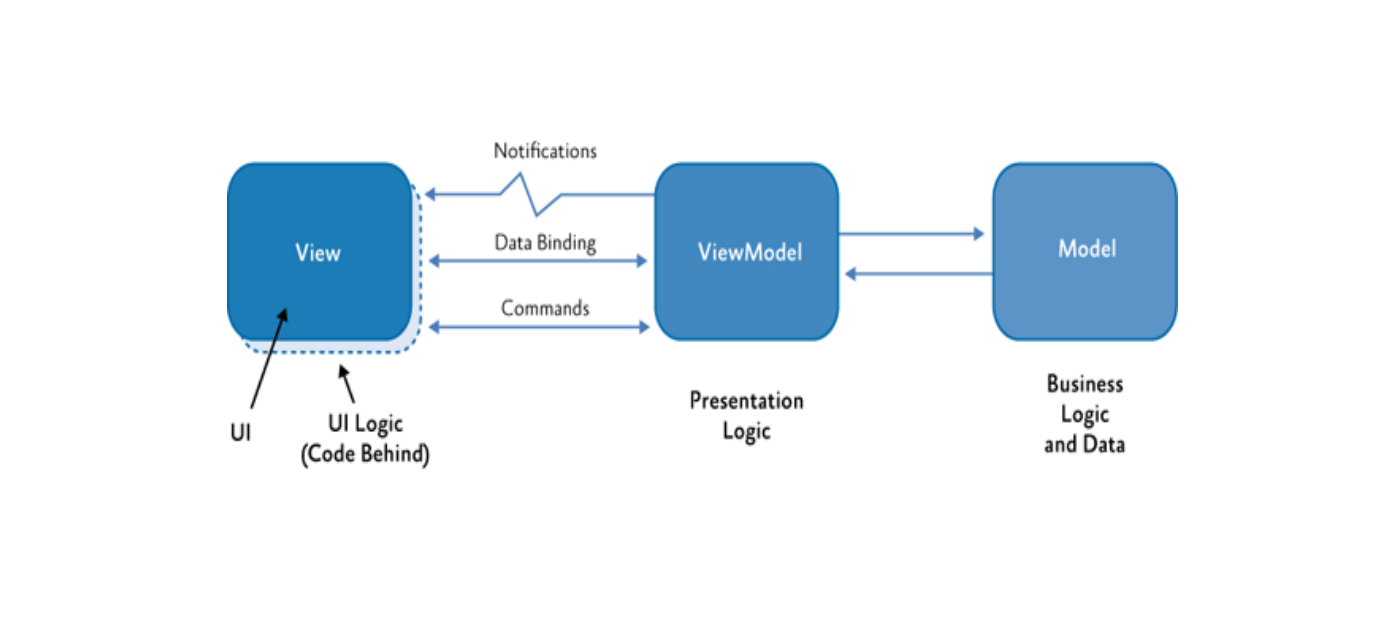 Notifications
View
Data Binding
ViewModel
Model
Commands
UI
UI Logic
(Code Behind)
Presentation
Logic
Business
Logic
and Data